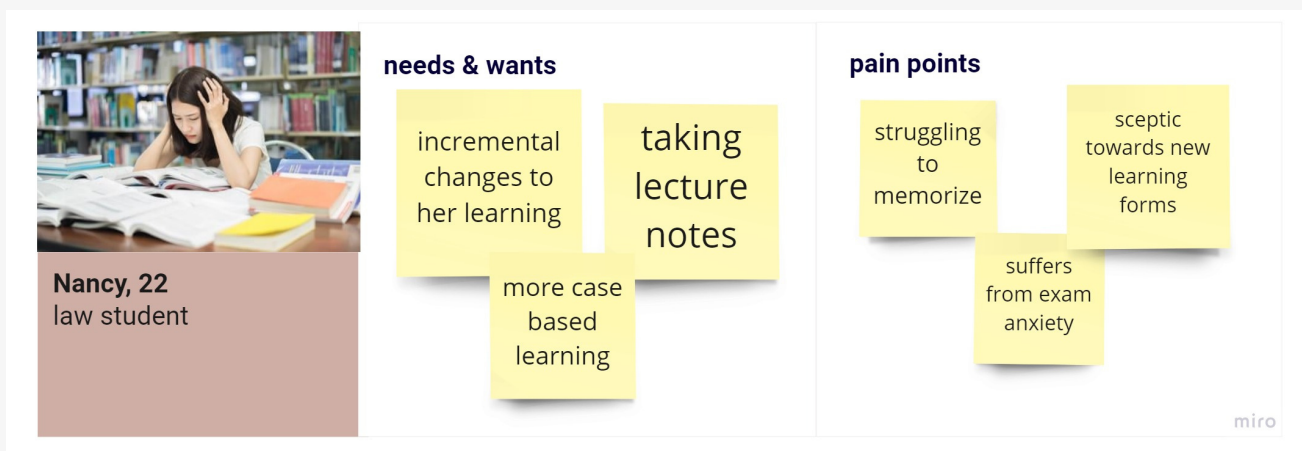 Nancy, 22
law student
needs & wants
incremental
changes to
her learning
taking
lecture
notes
more case
based
learning
pain points
struggling
to
memorize
sceptic
towards new
learning
forms
suffers
from exam
anxiety
miro